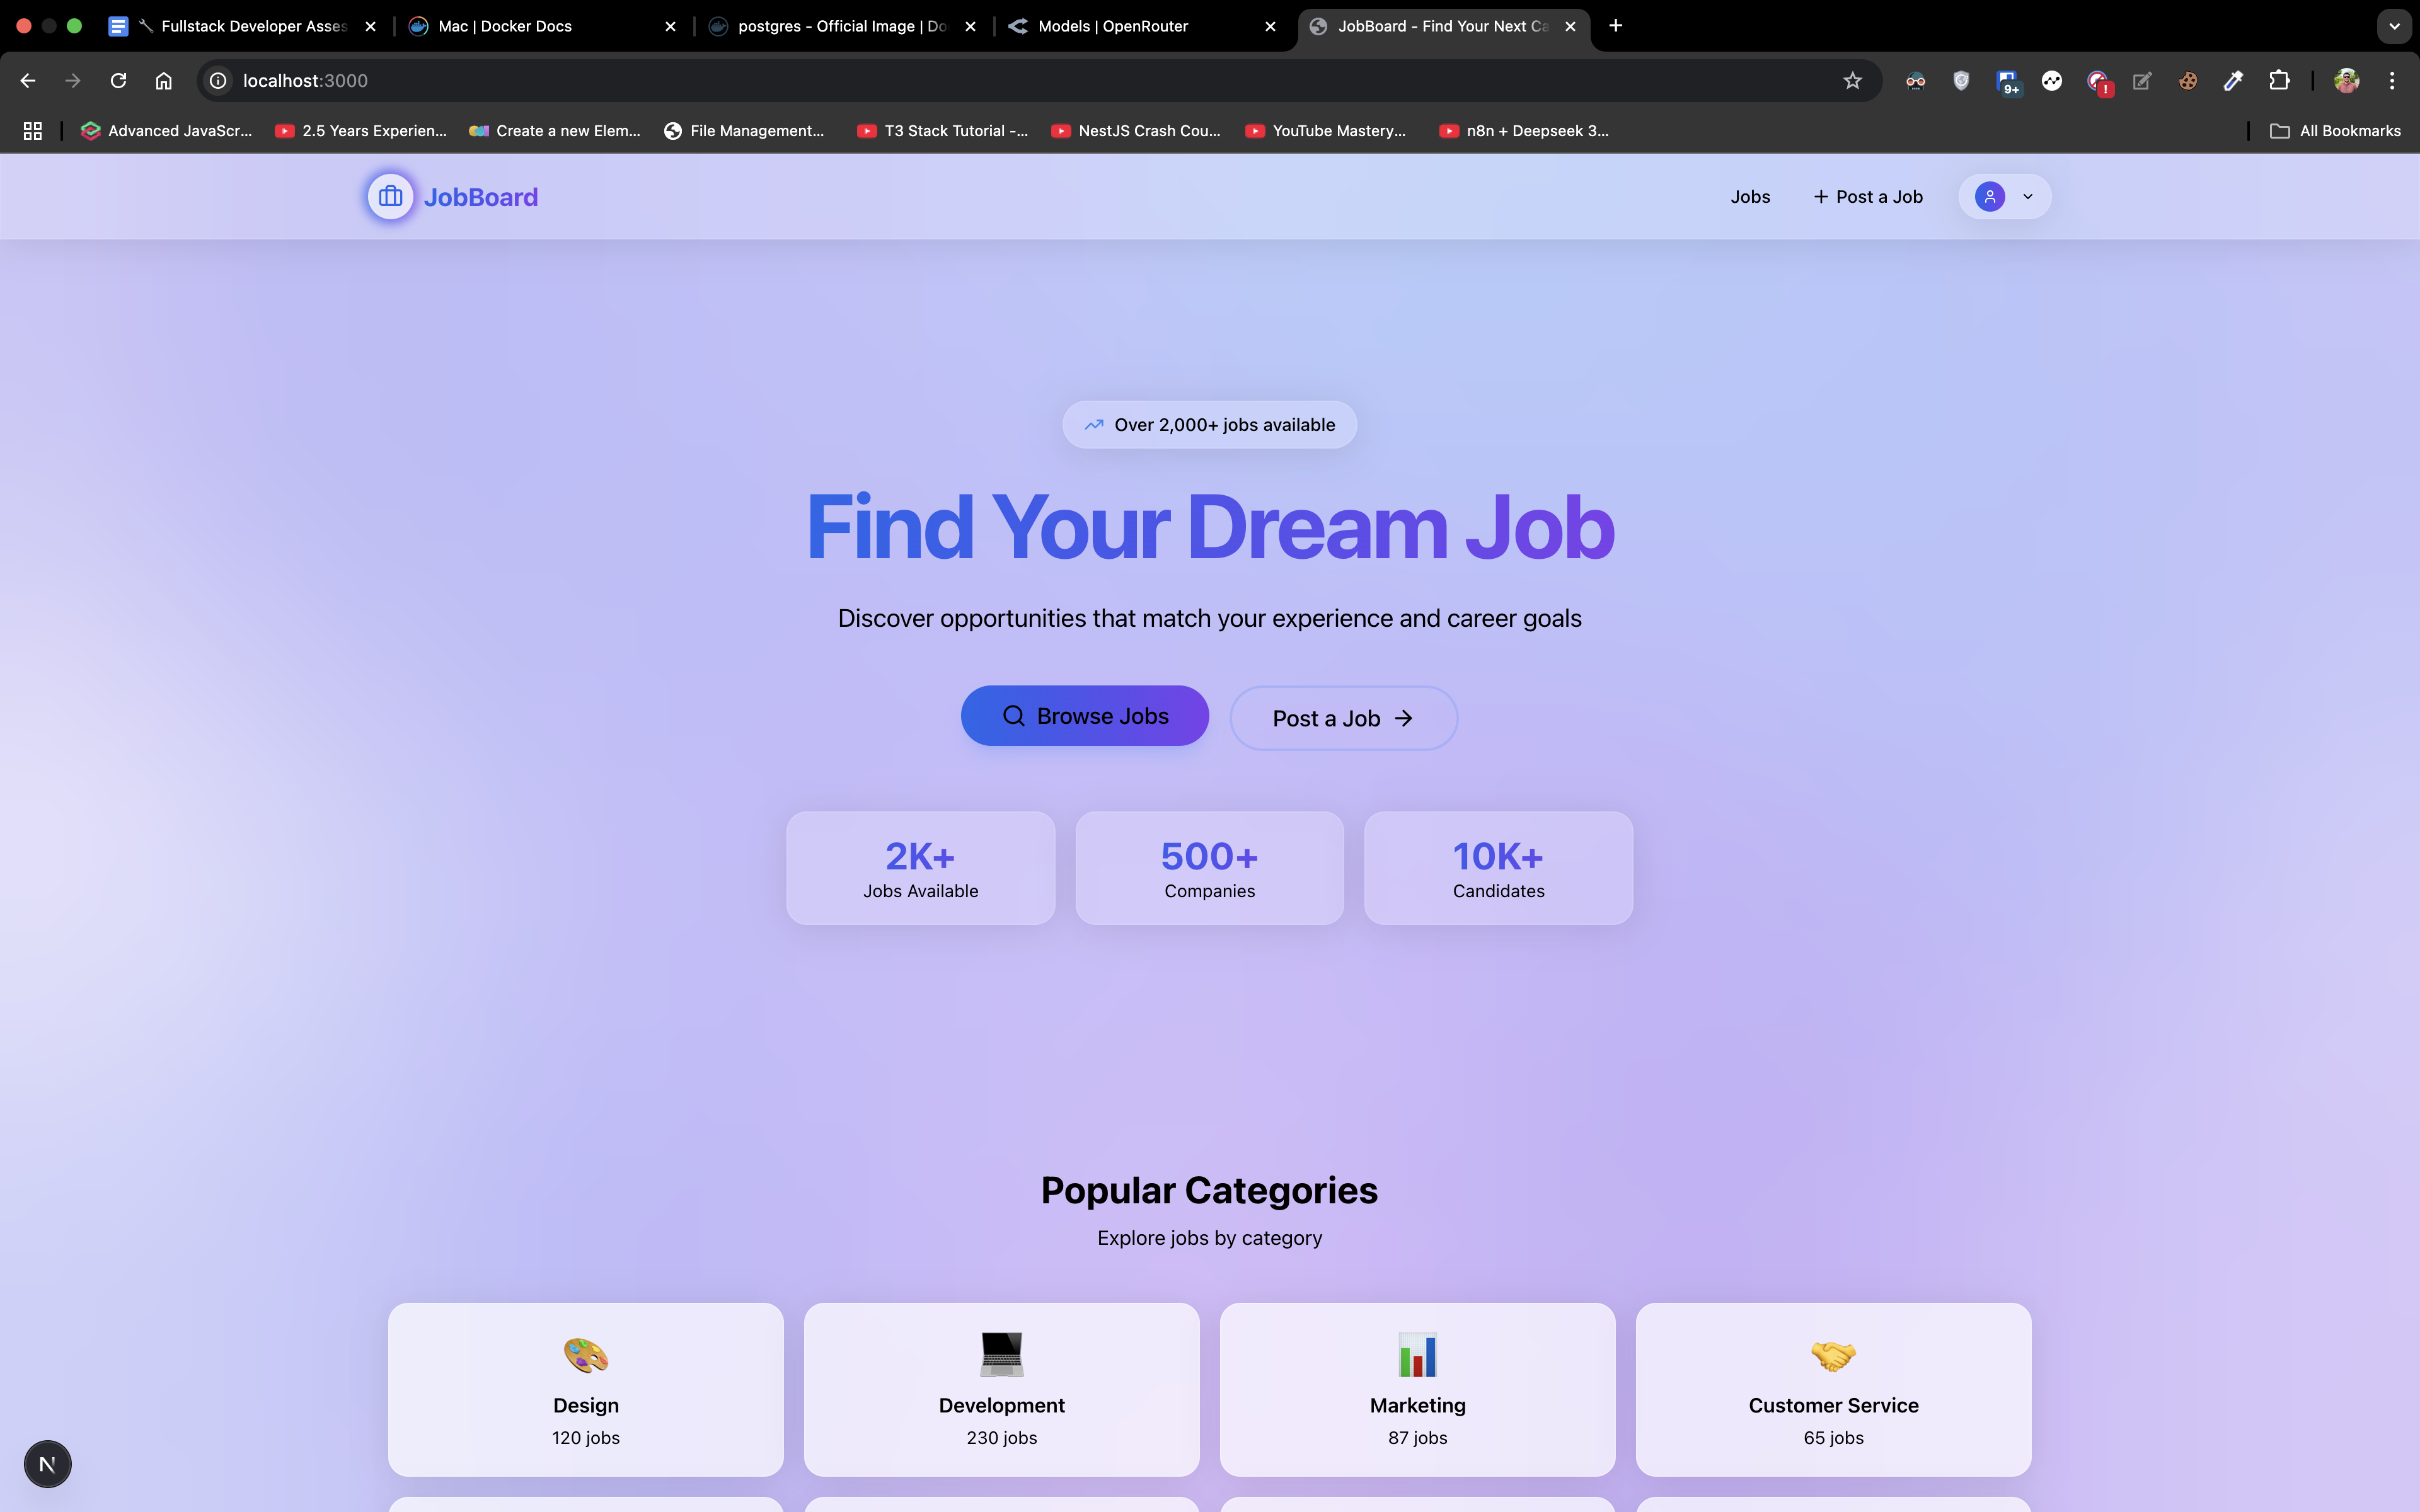 Fullstack Developer Asses
Mac | Docker Docs
postgres - Official Image | Do
Models | OpenRouter
JobBoard - Find Your Next Ca
localhost:3000
9+
!
Advanced JavaScr...
2.5 Years Experien...
Create a new Elem...
File Management...
T3 Stack Tutorial -...
NestJS Crash Cou...
YouTube Mastery...
n8n + Deepseek 3...
All Bookmarks
JobBoard
Jobs
+ Post a Job
Over 2,000+ jobs available
Find Your Dream Job
Discover opportunities that match your experience and career goals
Browse Jobs
Post a Job →
2K+
Jobs Available
500+
Companies
10K+
Candidates
Popular Categories
Explore jobs by category
Design
120 jobs
Development
230 jobs
Marketing
87 jobs
Customer Service
65 jobs
N